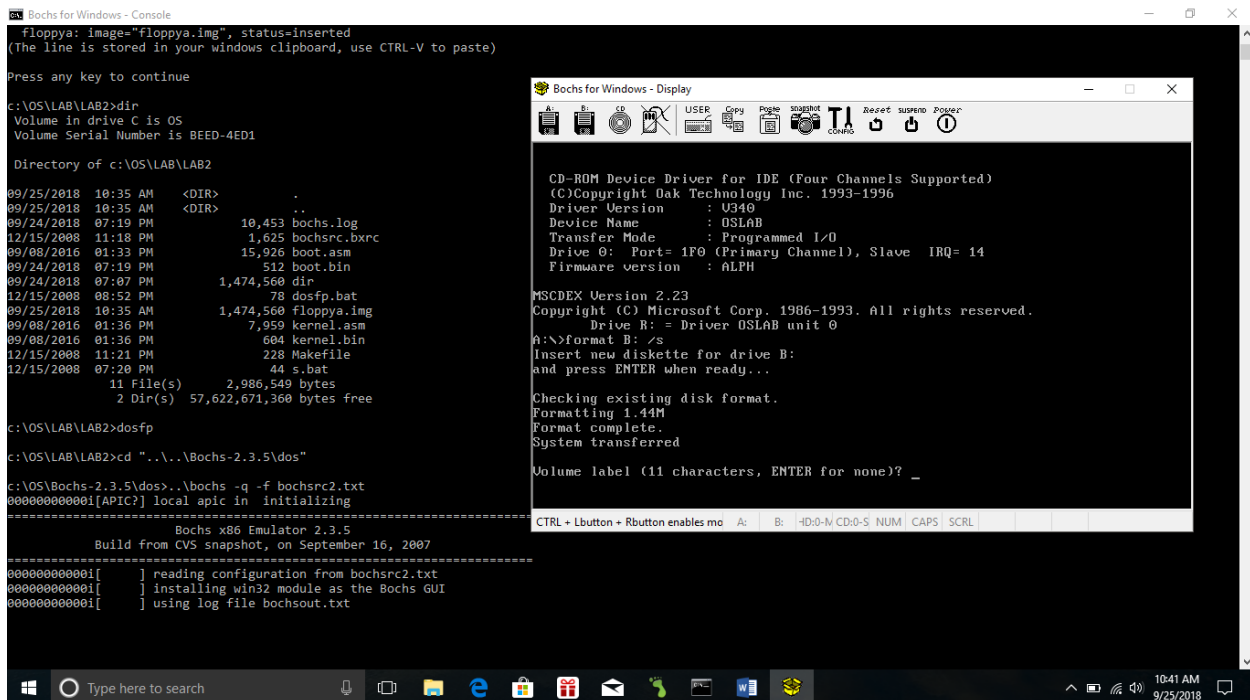 Bochs for Windows - Console
floppya: image="floppya.img", status=inserted
(The line is stored in your windows clipboard, use CTRL-V to paste)
Press any key to continue
c:\OS\LAB\LAB2>dir
Volume in drive C is OS
Volume Serial Number is BEED-4ED1
Directory of c:\OS\LAB\LAB2
09/25/2018 10:35 AM <DIR> .
09/25/2018 10:35 AM <DIR> ..
09/24/2018 07:19 PM 10,453 bochs.log
12/15/2008 11:18 PM 1,625 bochsrc.bxrc
09/08/2016 01:33 PM 15,926 boot.asm
09/24/2018 07:19 PM 512 boot.bin
09/24/2018 07:07 PM 1,474,560 dir
12/15/2008 08:52 PM 78 dosfp.bat
09/25/2018 10:35 AM 1,474,560 floppya.img
09/08/2016 01:36 PM 7,959 kernel.asm
09/08/2016 01:36 PM 604 kernel.bin
12/15/2008 11:21 PM 228 Makefile
12/15/2008 07:20 PM 44 s.bat
11 File(s) 2,986,549 bytes
2 Dir(s) 57,622,671,360 bytes free
c:\OS\LAB\LAB2>dosfp
c:\OS\LAB\LAB2>cd "..\..\Bochs-2.3.5\dos"
c:\OS\Bochs-2.3.5\dos>..\bochs -q -f bochsrc2.txt
00000000000i[APIC?] local apic in initializing
========================================================================
Bochs x86 Emulator 2.3.5
Build from CVS snapshot, on September 16, 2007
========================================================================
00000000000i[ ] reading configuration from bochsrc2.txt
00000000000i[ ] installing win32 module as the Bochs GUI
00000000000i[ ] using log file bochsout.txt
Bochs for Windows - Display
A: B: CD USER Copy Paste snapshot CONFIG Reset SUSPEND Power
CD-ROM Device Driver for IDE (Four Channels Supported)
(C)Copyright Oak Technology Inc. 1993-1996
Driver Version : V340
Device Name : OSLAB
Transfer Mode : Programmed I/O
Drive 0: Port= 1F0 (Primary Channel), Slave IRQ= 14
Firmware version : ALPH
MSCDEX Version 2.23
Copyright (C) Microsoft Corp. 1986-1993. All rights reserved.
Drive R: = Driver OSLAB unit 0
A:\>format B: /s
Insert new diskette for drive B:
and press ENTER when ready...
Checking existing disk format.
Formatting 1.44M
Format complete.
System transferred
Volume label (11 characters, ENTER for none)? _
CTRL + Lbutton + Rbutton enables mo A: B: HD:0-M CD:0-S NUM CAPS SCRL
Type here to search
10:41 AM
9/25/2018